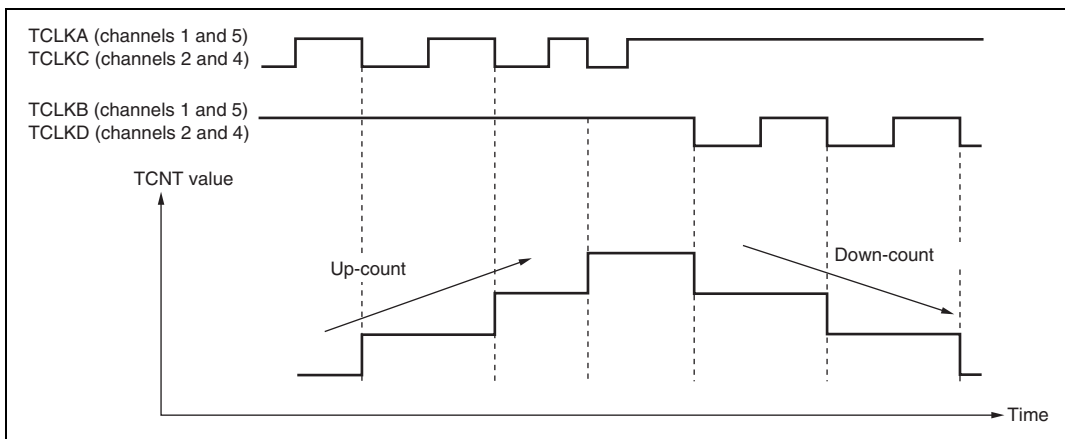 TCLKA (channels 1 and 5)
TCLKC (channels 2 and 4)
TCLKB (channels 1 and 5)
TCLKD (channels 2 and 4)
TCNT value
Up-count
Down-count
Time